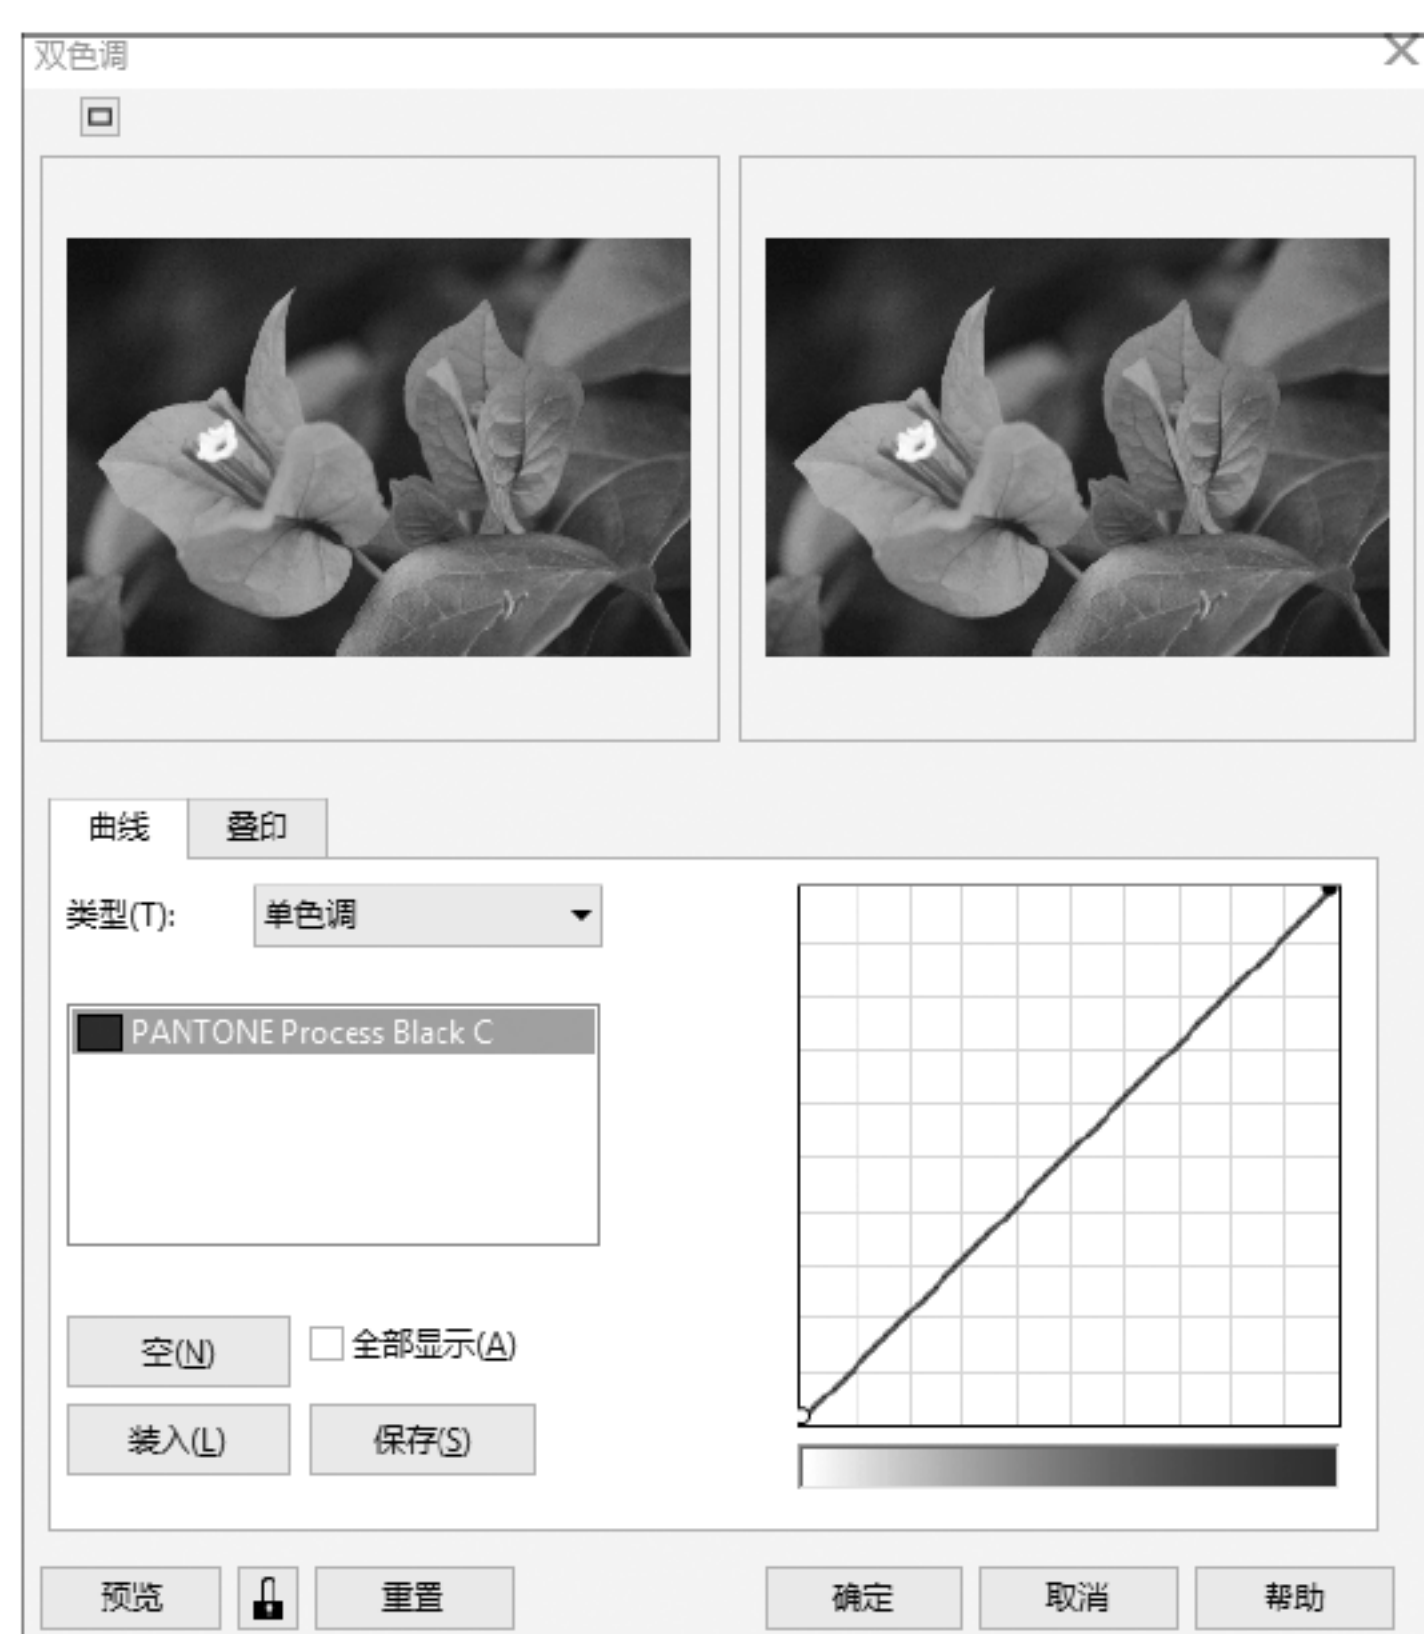 双色调
曲线
叠印
类型(T):
单色调
PANTONE Process Black C
空(N)
全部显示(A)
装入(L)
保存(S)
预览
重置
确定
取消
帮助